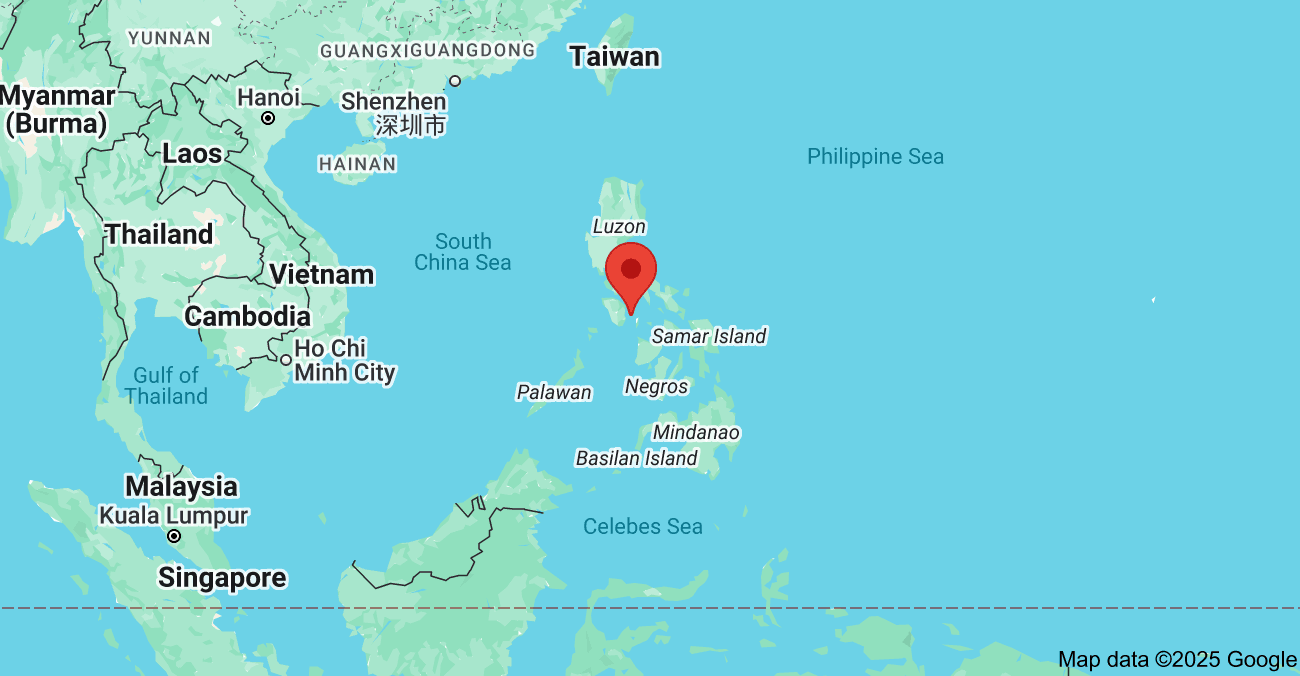 YUNNAN
GUANGXI
GUANGDONG
Taiwan
Myanmar
(Burma)
Hanoi
Shenzhen
深圳市
Laos
HAINAN
Philippine Sea
Thailand
Luzon
South
China Sea
Vietnam
Cambodia
Samar Island
Ho Chi
Minh City
Gulf of
Thailand
Palawan
Negros
Mindanao
Basilan Island
Malaysia
Kuala Lumpur
Celebes Sea
Singapore
Map data ©2025 Google